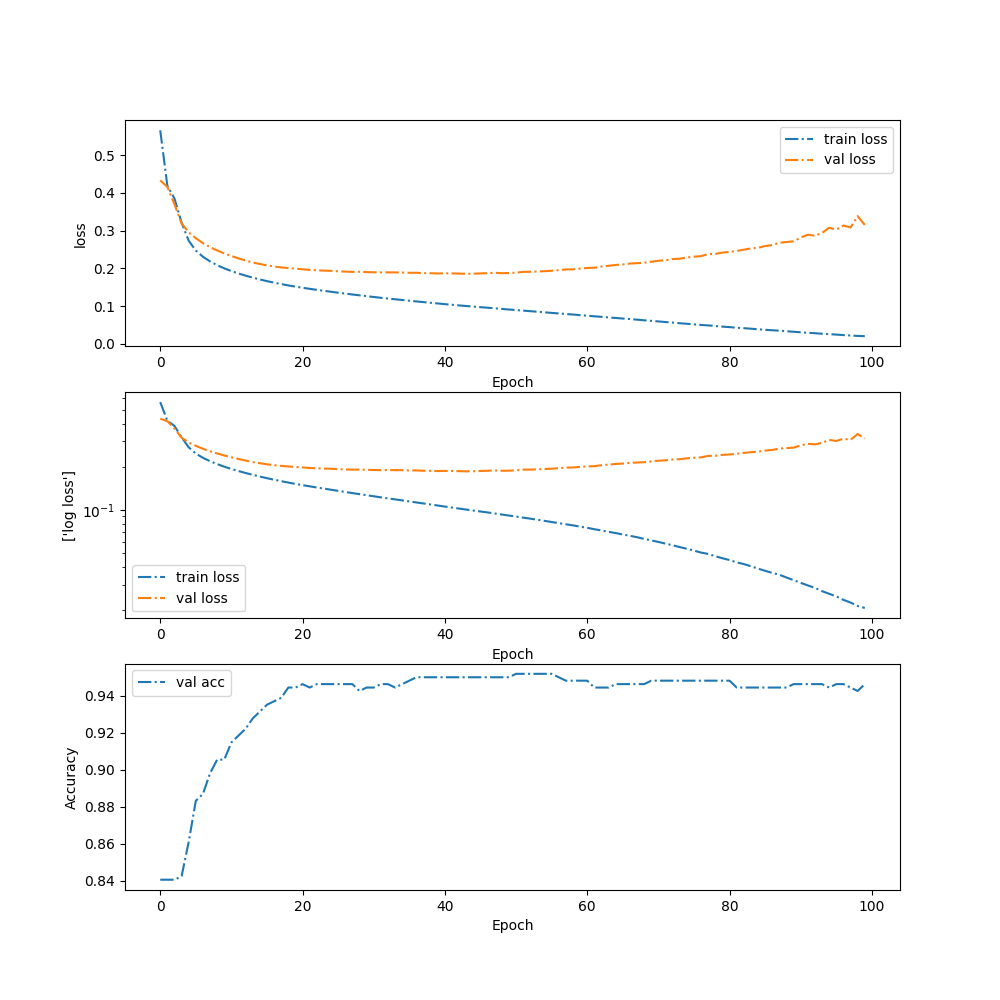 0.5
0.4
0.3
0.2
0.1
0.0
loss
train loss
val loss
0 20 40 60 80 100
Epoch
10^{-1}
['log loss']
train loss
val loss
0 20 40 60 80 100
Epoch
0.94
0.92
0.90
0.88
0.86
0.84
Accuracy
val acc
0 20 40 60 80 100
Epoch